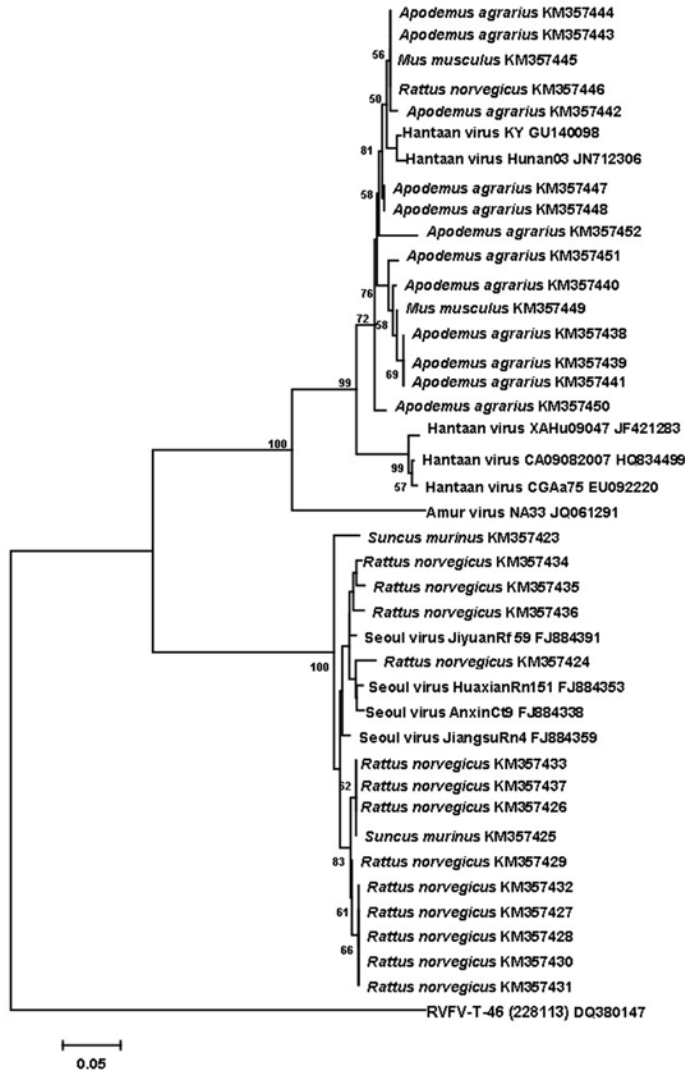 Apodemus agrarius KM357444
Apodemus agrarius KM357443
56
Mus musculus KM357445
Rattus norvegicus KM357446
50
Apodemus agrarius KM357442
Hantaan virus KY GU140098
81
Hantaan virus Hunan03 JN712306
58
Apodemus agrarius KM357447
Apodemus agrarius KM357448
Apodemus agrarius KM357452
Apodemus agrarius KM357451
Apodemus agrarius KM357440
76
Mus musculus KM357449
72
58
Apodemus agrarius KM357438
Apodemus agrarius KM357439
69
Apodemus agrarius KM357441
99
Apodemus agrarius KM357450
Hantaan virus XAHu09047 JF421283
100
Hantaan virus CA09082007 HQ834499
99
57
Hantaan virus CGAa75 EU092220
Amur virus NA33 JQ061291
Suncus murinus KM357423
Rattus norvegicus KM357434
Rattus norvegicus KM357435
Rattus norvegicus KM357436
Seoul virus JiyuanRf 59 FJ884391
100
Rattus norvegicus KM357424
Seoul virus HuaxianRn151 FJ884353
Seoul virus AnxinCt9 FJ884338
Seoul virus JiangsuRn4 FJ884359
Rattus norvegicus KM357433
62
Rattus norvegicus KM357437
Rattus norvegicus KM357426
Suncus murinus KM357425
83
Rattus norvegicus KM357429
Rattus norvegicus KM357432
61
Rattus norvegicus KM357427
Rattus norvegicus KM357428
66
Rattus norvegicus KM357430
Rattus norvegicus KM357431
RVFV-T-46 (228113) DQ380147
0.05